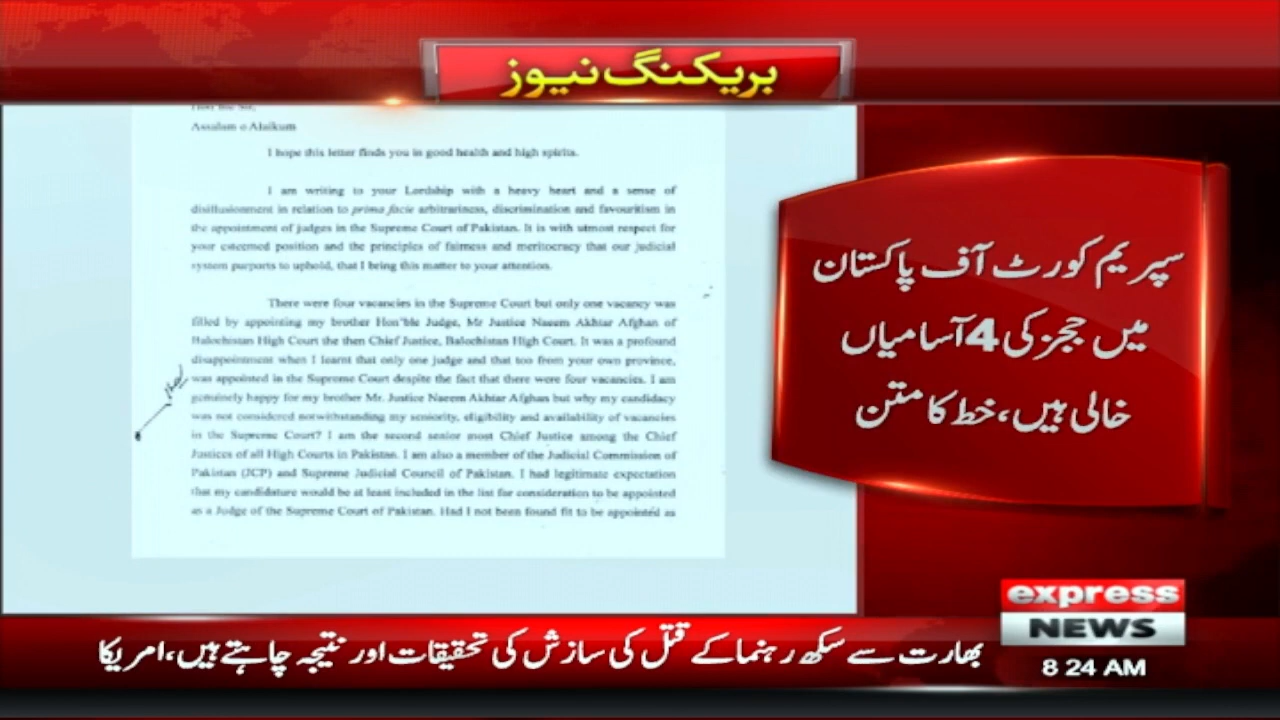 بریکنگ نیوز
Assalam o Alaikum
I hope this letter finds you in good health and high spirits.
I am writing to your Lordship with a heavy heart and a sense of
disillusionment in relation to prima facie arbitrariness, discrimination and favouritism in
the appointment of judges in the Supreme Court of Pakistan. It is with utmost respect for
your esteemed position and the principles of fairness and meritocracy that our judicial
system purports to uphold, that I bring this matter to your attention.
There were four vacancies in the Supreme Court but only one vacancy was
filled by appointing my brother Hon'ble Judge, Mr Justice Naeem Akhtar Afghan of
Balochistan High Court the then Chief Justice, Balochistan High Court. It was a profound
disappointment when I learnt that only one judge and that too from your own province,
was appointed in the Supreme Court despite the fact that there were four vacancies. I am
genuinely happy for my brother Mr. Justice Naeem Akhtar Afghan but why my candidacy
was not considered notwithstanding my seniority, eligibility and availability of vacancies
in the Supreme Court? I am the second senior most Chief Justice among the Chief
Justices of all High Courts in Pakistan. I am also a member of the Judicial Commission of
Pakistan (JCP) and Supreme Judicial Council of Pakistan. I had legitimate expectation
that my candidature would be at least included in the list for consideration to be appointed
as a Judge of the Supreme Court of Pakistan. Had I not been found fit to be appointed as
سپریم کورٹ آف پاکستان
میں ججز کی 4 آسامیاں
خالی ہیں، خط کا متن
express
NEWS
8:24 AM
بھارت سے سکھ رہنما کے قتل کی سازش کی تحقیقات اور نتیجہ چاہتے ہیں، امریکا